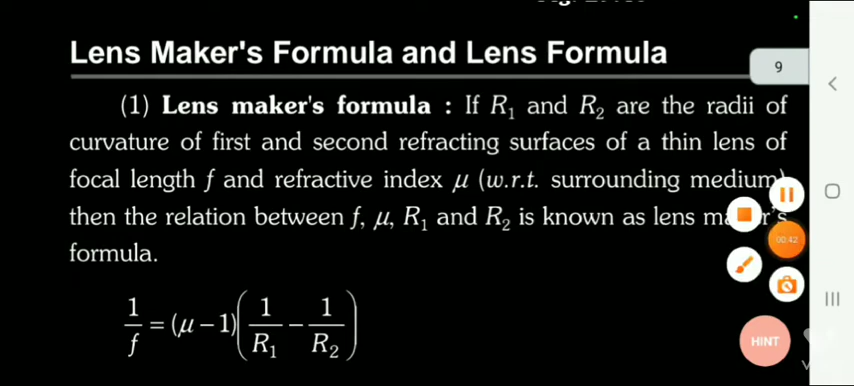 Lens Maker's Formula and Lens Formula
9
(1) Lens maker's formula : If R₁ and R₂ are the radii of
curvature of first and second refracting surfaces of a thin lens of
focal length f and refractive index μ (w.r.t. surrounding medium)
then the relation between f, μ, R₁ and R₂ is known as lens
formula.
1/f = (μ – 1)(1/R₁ – 1/R₂)
00:42
HINT